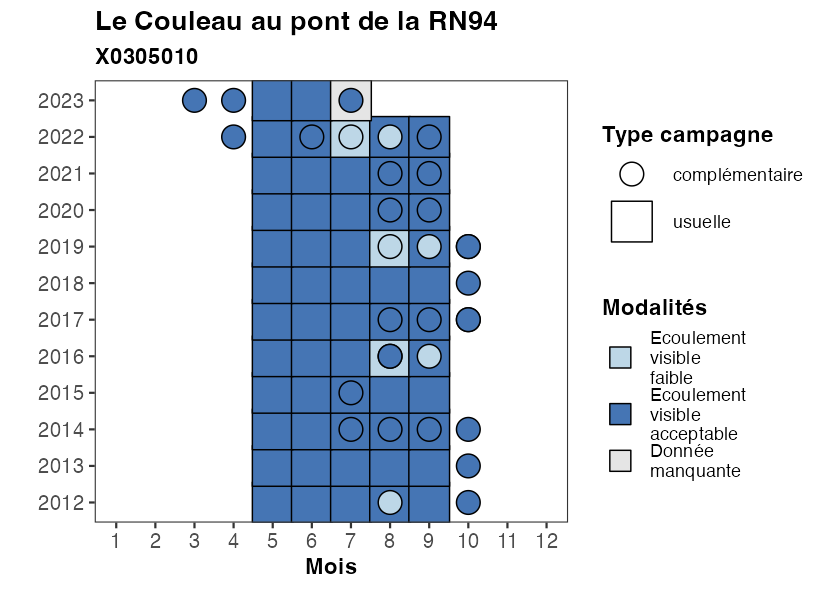 Le Couleau au pont de la RN94
X0305010
2023
2022
2021
2020
2019
2018
2017
2016
2015
2014
2013
2012
1 2 3 4 5 6 7 8 9 10 11 12
Mois
Type campagne
complémentaire
usuelle
Modalités
Ecoulement
visible
faible
Ecoulement
visible
acceptable
Donnée
manquante